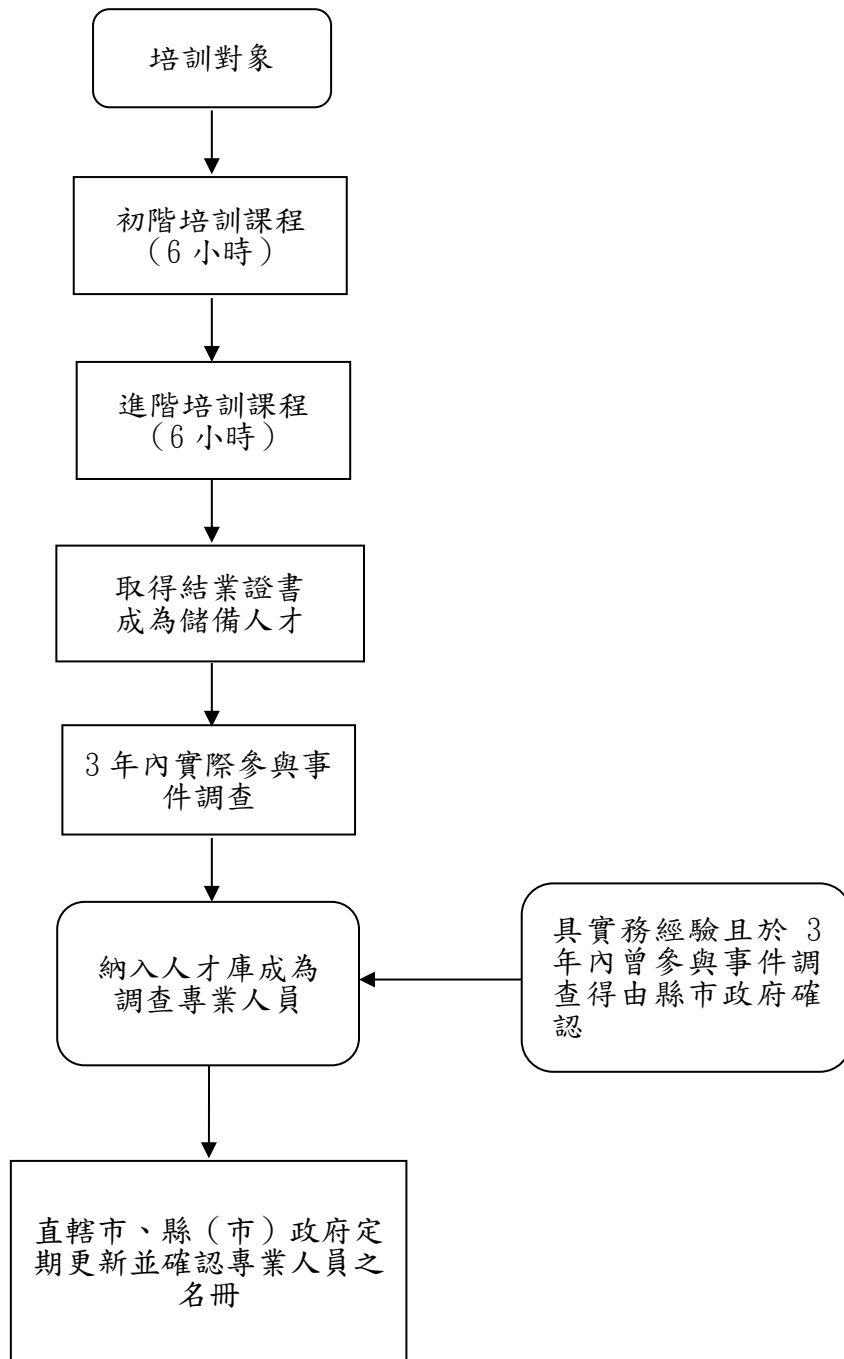 培訓對象
初階培訓課程
（6 小時）
進階培訓課程
（6 小時）
取得結業證書
成為儲備人才
3 年內實際參與事
件調查
納入人才庫成為
調查專業人員
具實務經驗且於 3
年內曾參與事件調
查得由縣市政府確
認
直轄市、縣（市）政府定
期更新並確認專業人員之
名冊